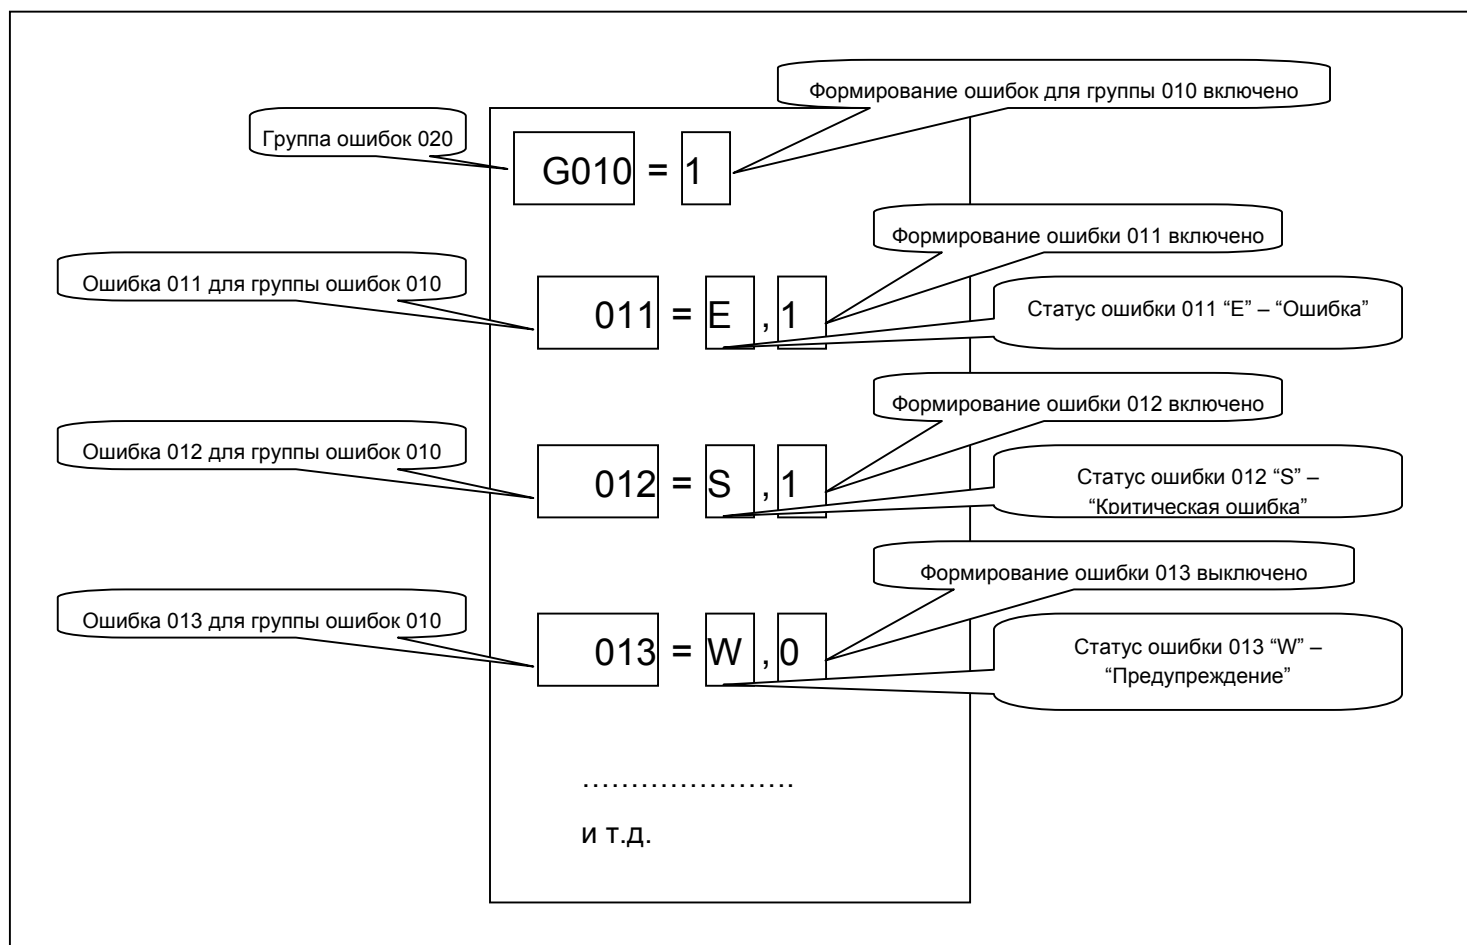 Формирование ошибок для группы 010 включено
Группа ошибок 020
G010 = 1
Формирование ошибки 011 включено
Ошибка 011 для группы ошибок 010
011 = E , 1
Статус ошибки 011 “E” – “Ошибка”
Формирование ошибки 012 включено
Ошибка 012 для группы ошибок 010
012 = S , 1
Статус ошибки 012 “S” –
“Критическая ошибка”
Формирование ошибки 013 выключено
Ошибка 013 для группы ошибок 010
013 = W , 0
Статус ошибки 013 “W” –
“Предупреждение”
......................
и т.д.